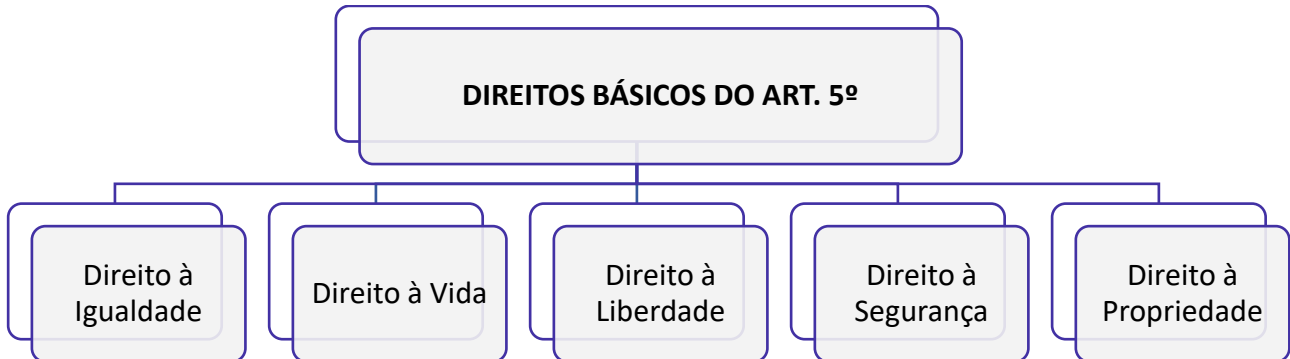 DIREITOS BÁSICOS DO ART. 5º
Direito à
Igualdade
Direito à Vida
Direito à
Liberdade
Direito à
Segurança
Direito à
Propriedade